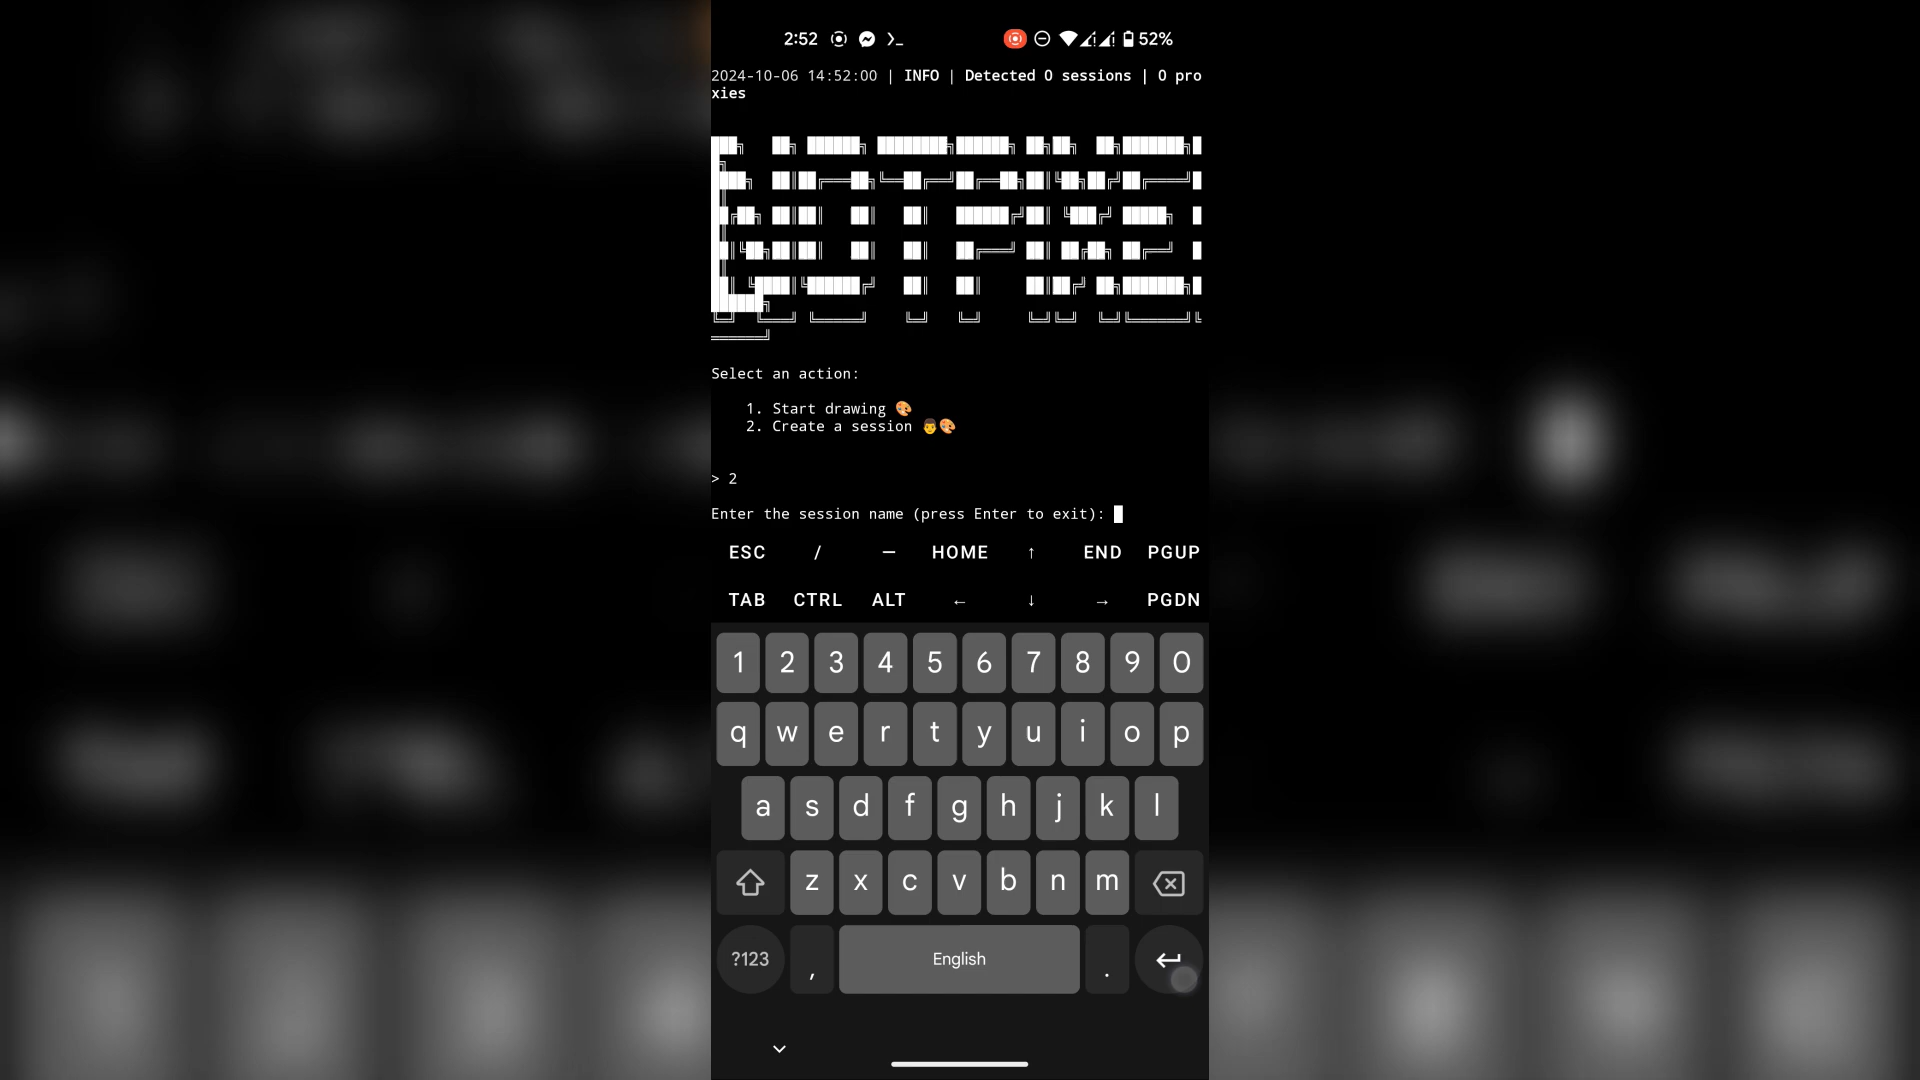 2:52 52%
2024-10-06 14:52:00 | INFO | Detected 0 sessions | 0 pro
xies
NOTPIXEL
Select an action:
1. Start drawing 🎨
2. Create a session 👨🎨
> 2
Enter the session name (press Enter to exit):
ESC / — HOME ↑ END PGUP
TAB CTRL ALT ← ↓ → PGDN
1 2 3 4 5 6 7 8 9 0
q w e r t y u i o p
a s d f g h j k l
z x c v b n m
?123 , English .